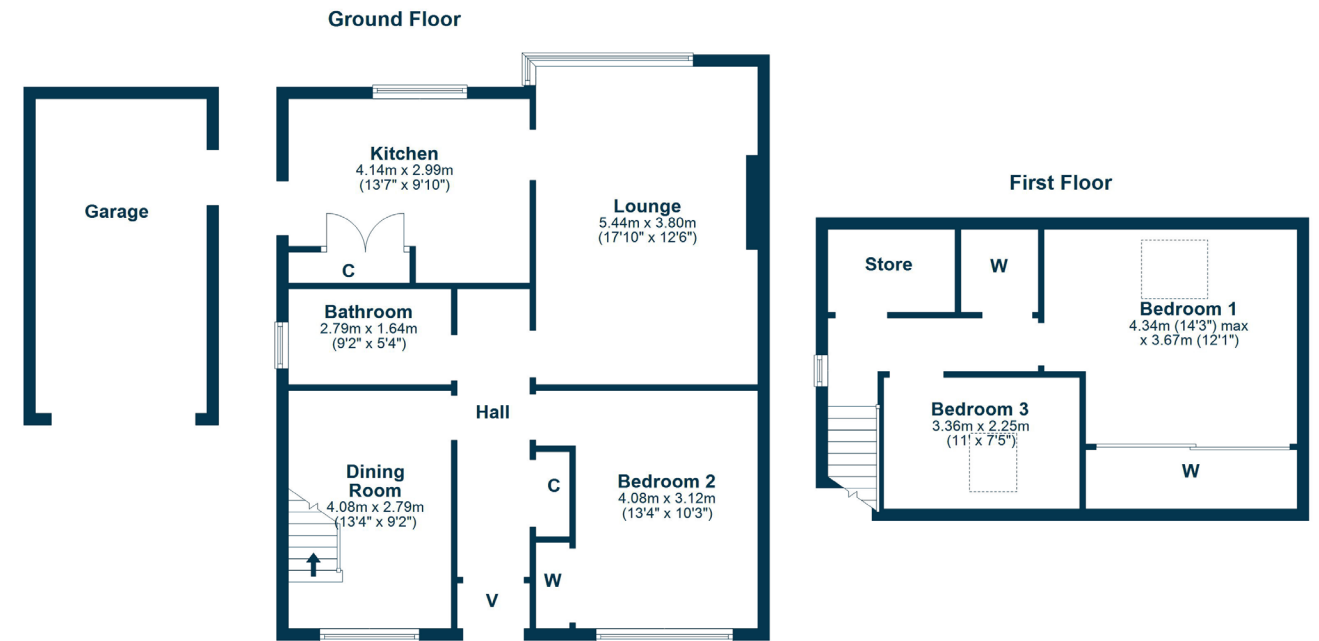 Ground Floor
Kitchen
4.14m x 2.99m
(13'7" x 9'10")
Garage
Lounge
5.44m x 3.80m
(17'10" x 12'6")
C
Bathroom
2.79m x 1.64m
(9'2" x 5'4")
Hall
Dining
Room
4.08m x 2.79m
(13'4" x 9'2")
C
Bedroom 2
4.08m x 3.12m
(13'4" x 10'3")
W
V
First Floor
Store
W
Bedroom 1
4.34m (14'3") max
x 3.67m (12'1")
Bedroom 3
3.36m x 2.25m
(11' x 7'5")
W